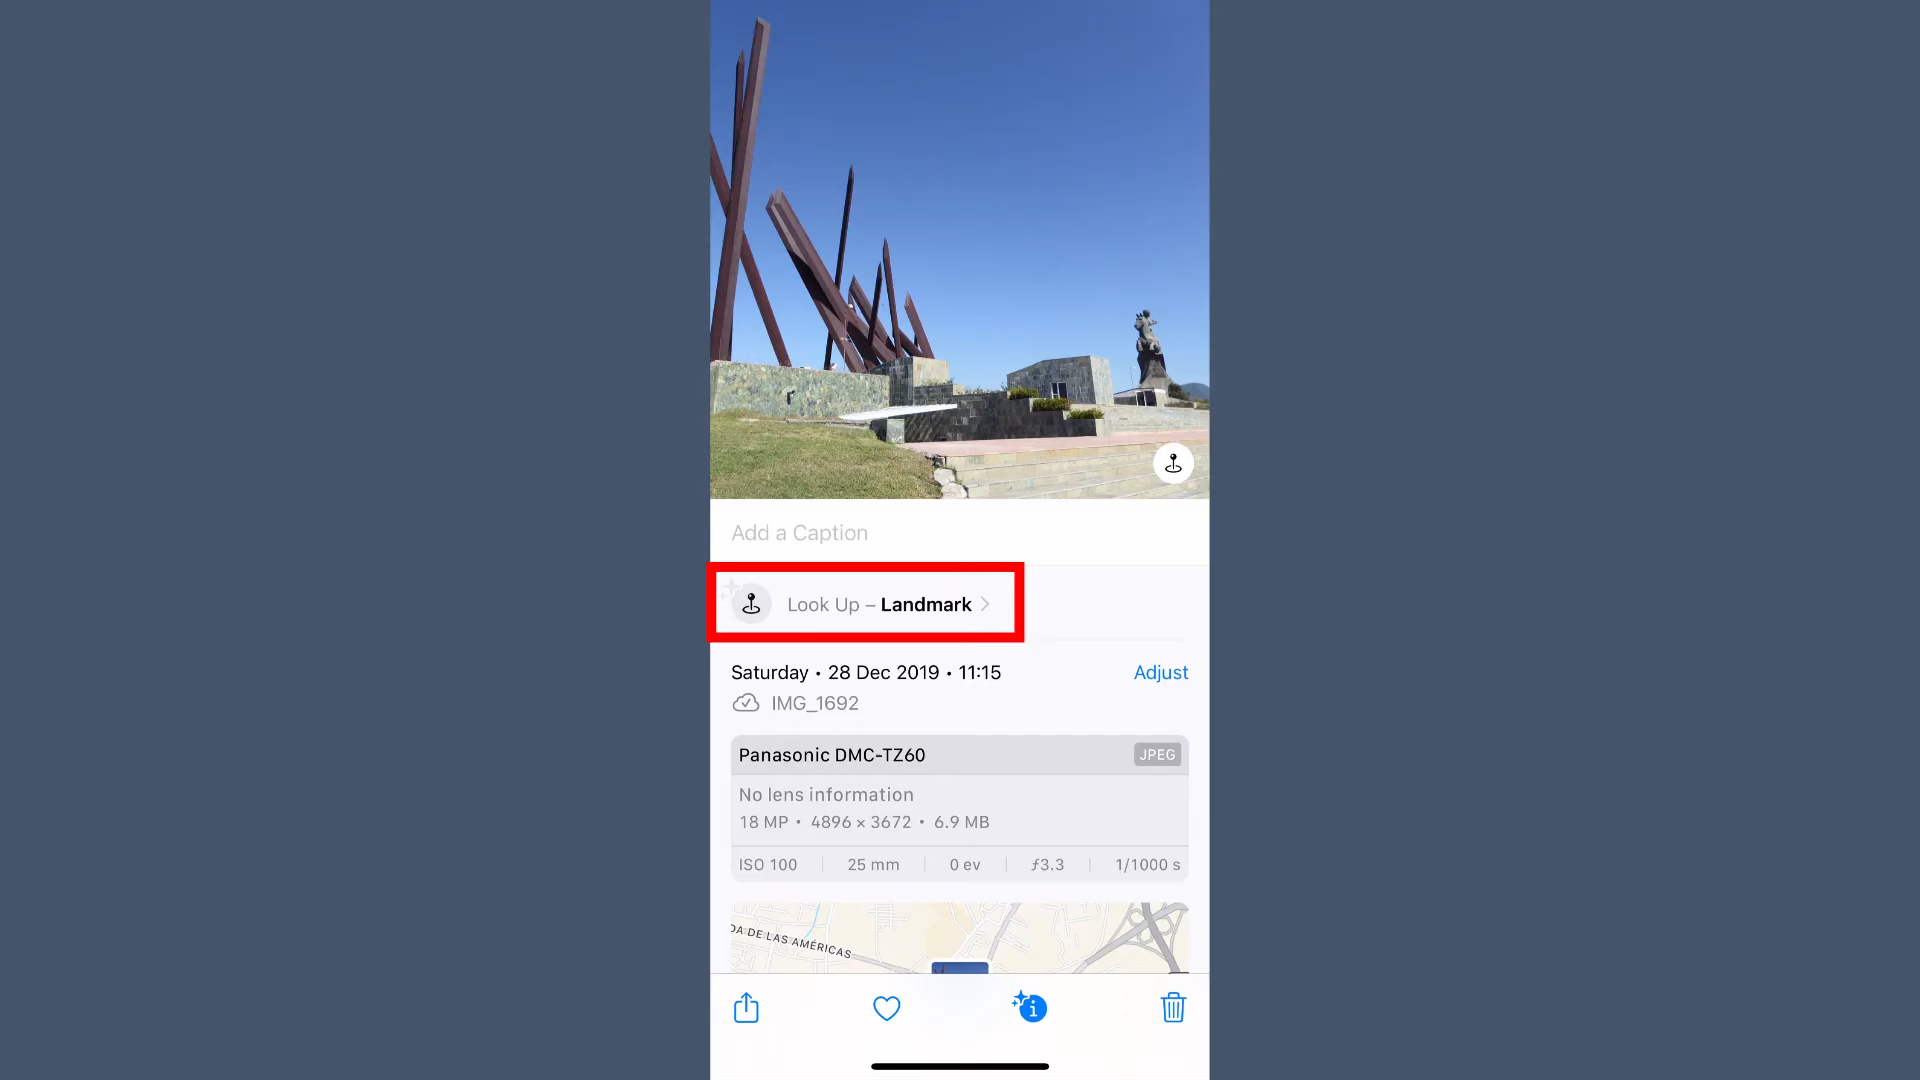 Add a Caption
Look Up – Landmark
Saturday • 28 Dec 2019 • 11:15
Adjust
IMG_1692
Panasonic DMC-TZ60
JPEG
No lens information
18 MP • 4896 × 3672 • 6.9 MB
ISO 100
25 mm
0 ev
ƒ3.3
1/1000 s
DA DE LAS AMÉRICAS